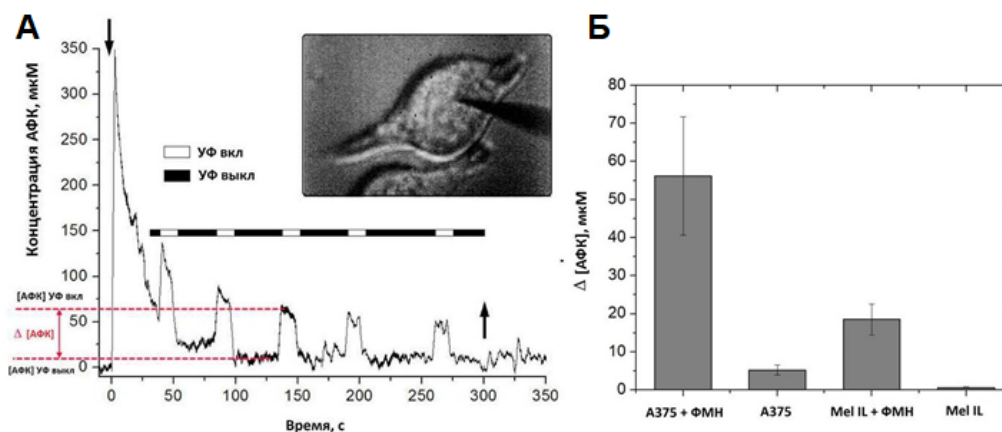 А
Б
Концентрация АФК, мкМ
350
300
250
200
150
100
50
0
УФ вкл
УФ выкл
[АФК] УФ вкл
Δ [АФК]
[АФК] УФ выкл
0 50 100 150 200 250 300 350
Время, с
Δ [АФК], мкМ
80
70
60
50
40
30
20
10
0
А375 + ФМН А375 Mel IL + ФМН Mel IL